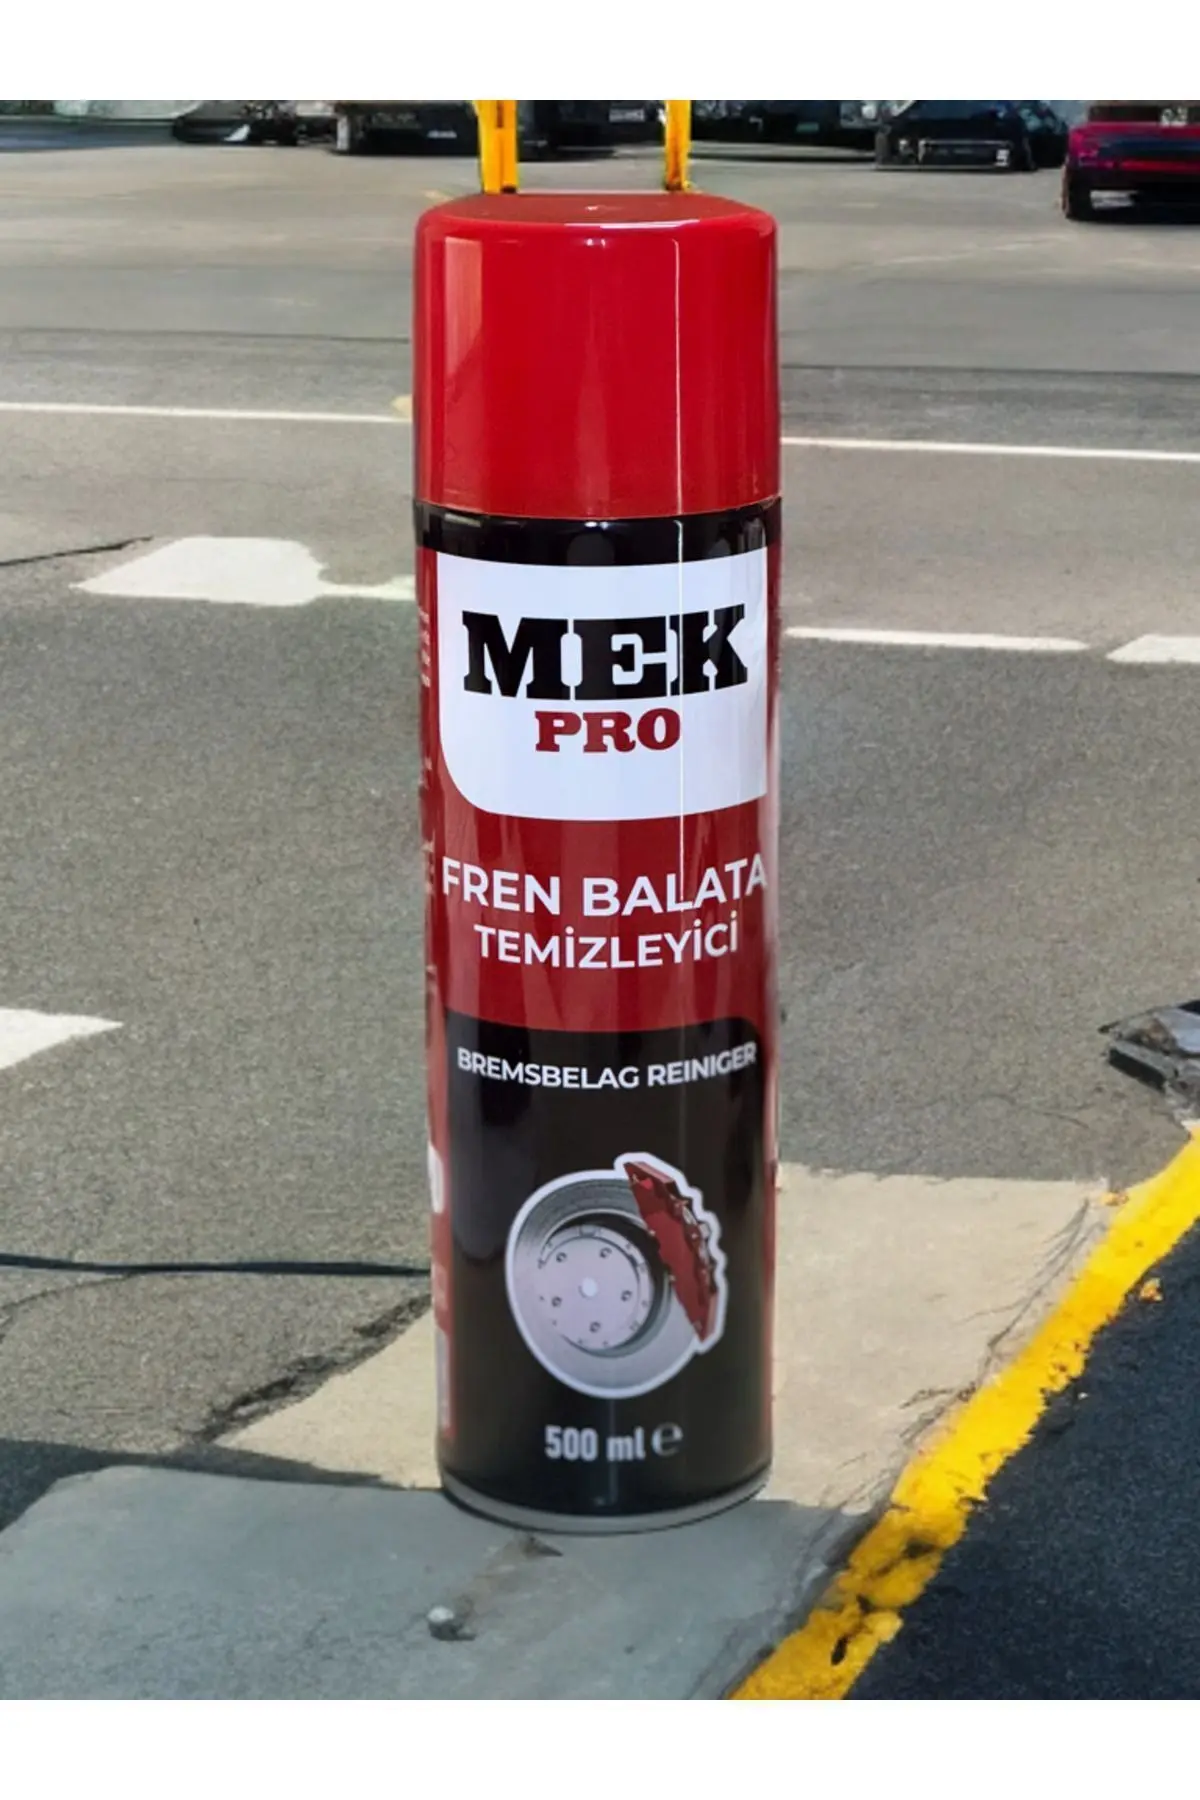 MEK
PRO
FREN BALATA
TEMİZLEYİCİ
BREMSBELAG REINIGER
500 ml ℮